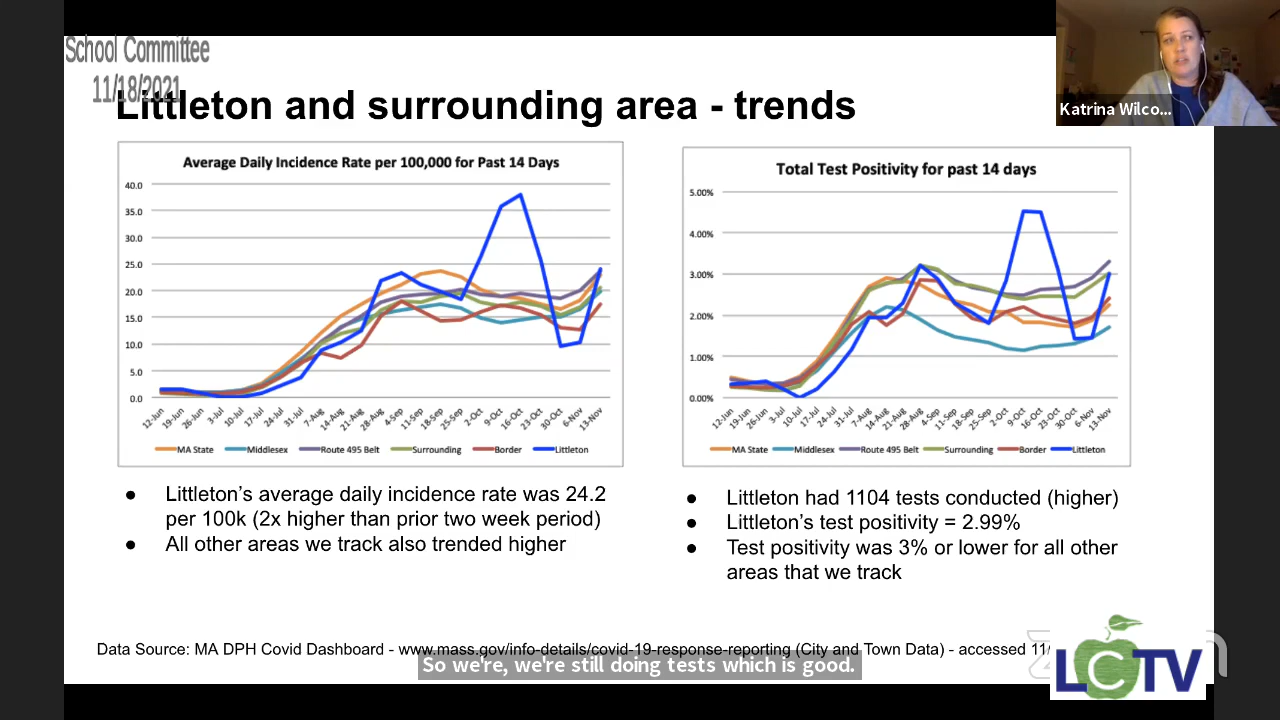 School Committee
11/18/2021
Littleton and surrounding area - trends
Katrina Wilco...
Average Daily Incidence Rate per 100,000 for Past 14 Days
40.0
35.0
30.0
25.0
20.0
15.0
10.0
5.0
0.0
12-Jun 19-Jun 26-Jun 3-Jul 10-Jul 17-Jul 24-Jul 31-Jul 7-Aug 14-Aug 21-Aug 28-Aug 4-Sep 11-Sep 18-Sep 25-Sep 2-Oct 9-Oct 16-Oct 23-Oct 30-Oct 6-Nov 13-Nov
MA State Middlesex Route 495 Belt Surrounding Border Littleton
Total Test Positivity for past 14 days
5.00%
4.00%
3.00%
2.00%
1.00%
0.00%
12-Jun 19-Jun 26-Jun 3-Jul 10-Jul 17-Jul 24-Jul 31-Jul 7-Aug 14-Aug 21-Aug 28-Aug 4-Sep 11-Sep 18-Sep 25-Sep 2-Oct 9-Oct 16-Oct 23-Oct 30-Oct 6-Nov 13-Nov
MA State Middlesex Route 495 Belt Surrounding Border Littleton
● Littleton's average daily incidence rate was 24.2
per 100k (2x higher than prior two week period)
● All other areas we track also trended higher
● Littleton had 1104 tests conducted (higher)
● Littleton's test positivity = 2.99%
● Test positivity was 3% or lower for all other
areas that we track
Data Source: MA DPH Covid Dashboard - www.mass.gov/info-details/covid-19-response-reporting (City and Town Data) - accessed 11/
So we're, we're still doing tests which is good.
LCTV